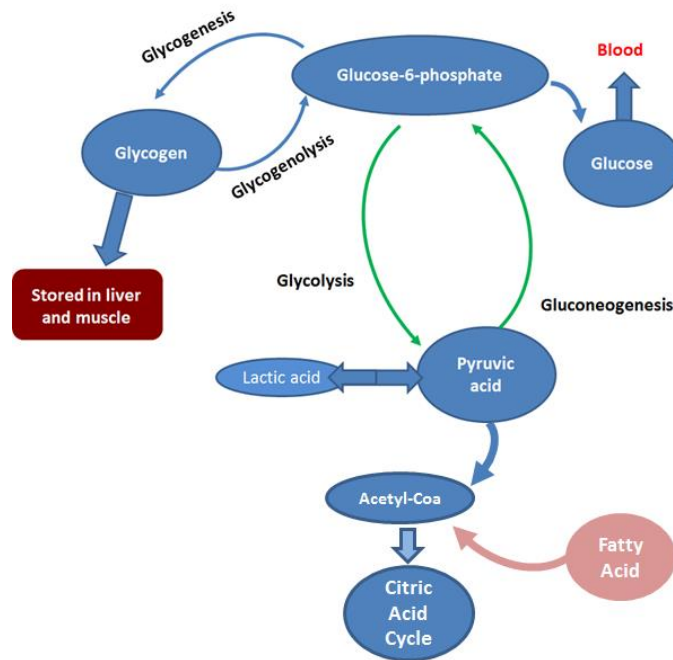 Glycogenesis
Blood
Glucose-6-phosphate
Glycogen
Glycogenolysis
Glucose
Stored in liver
and muscle
Glycolysis
Gluconeogenesis
Pyruvic
acid
Lactic acid
Acetyl-Coa
Fatty
Acid
Citric
Acid
Cycle